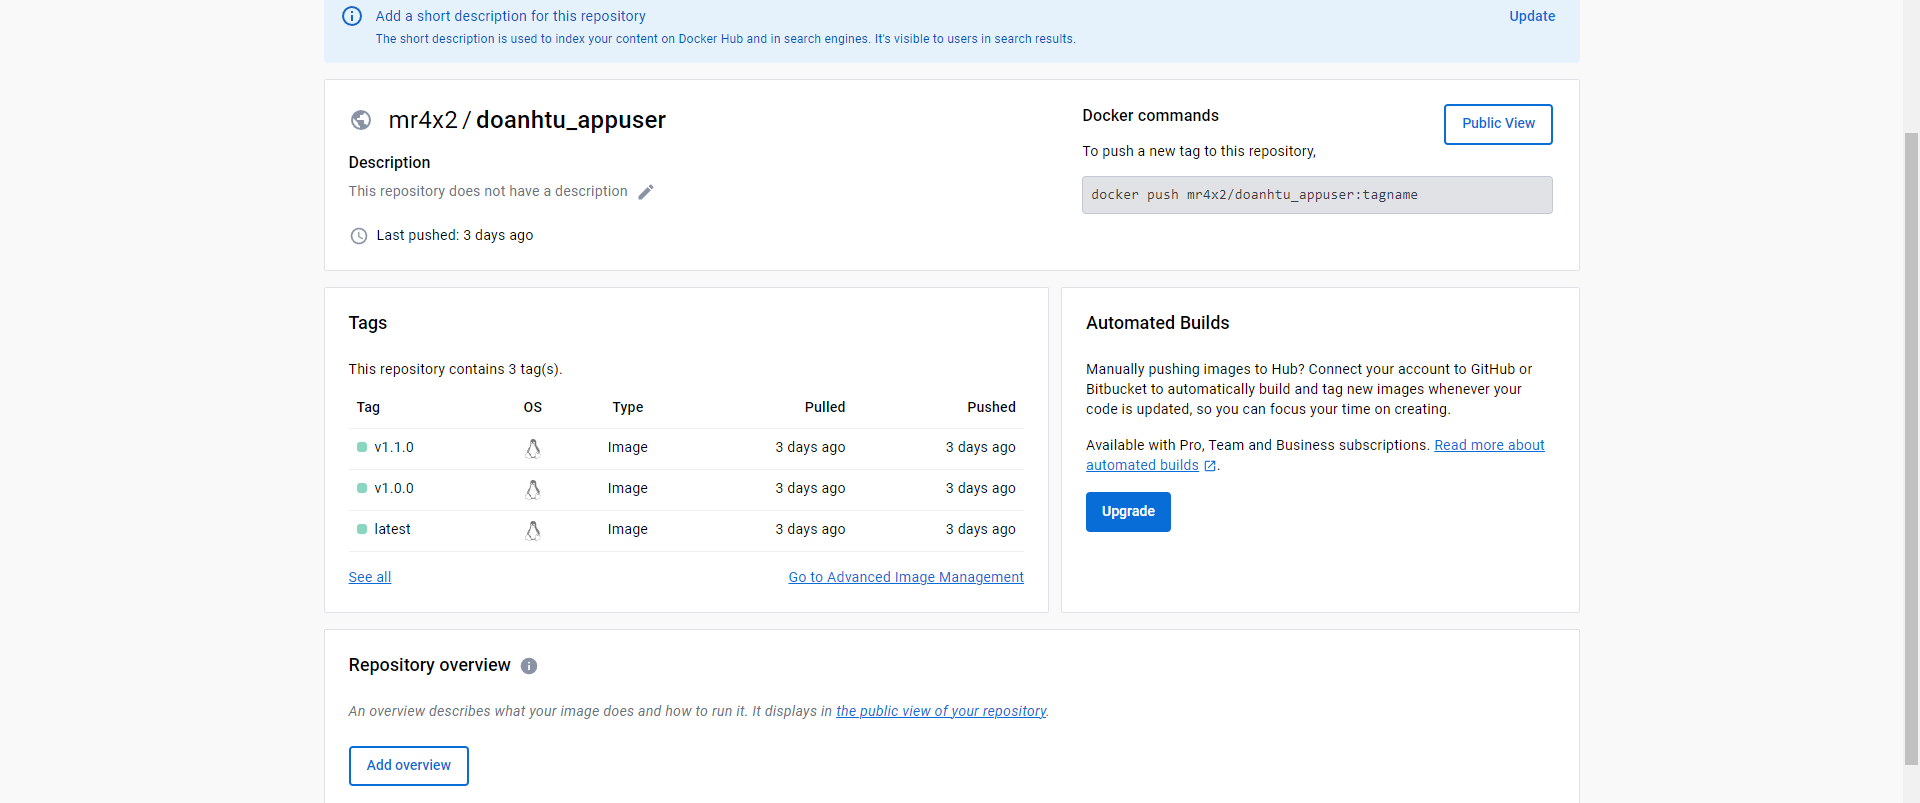 Add a short description for this repository
Update
The short description is used to index your content on Docker Hub and in search engines. It's visible to users in search results.
mr4x2 / doanhtu_appuser
Description
This repository does not have a description
Last pushed: 3 days ago
Docker commands
Public View
To push a new tag to this repository,
docker push mr4x2/doanhtu_appuser:tagname
Tags
This repository contains 3 tag(s).
Tag OS Type Pulled Pushed
v1.1.0 Image 3 days ago 3 days ago
v1.0.0 Image 3 days ago 3 days ago
latest Image 3 days ago 3 days ago
See all
Go to Advanced Image Management
Automated Builds
Manually pushing images to Hub? Connect your account to GitHub or
Bitbucket to automatically build and tag new images whenever your
code is updated, so you can focus your time on creating.
Available with Pro, Team and Business subscriptions. Read more about
automated builds .
Upgrade
Repository overview
An overview describes what your image does and how to run it. It displays in the public view of your repository.
Add overview